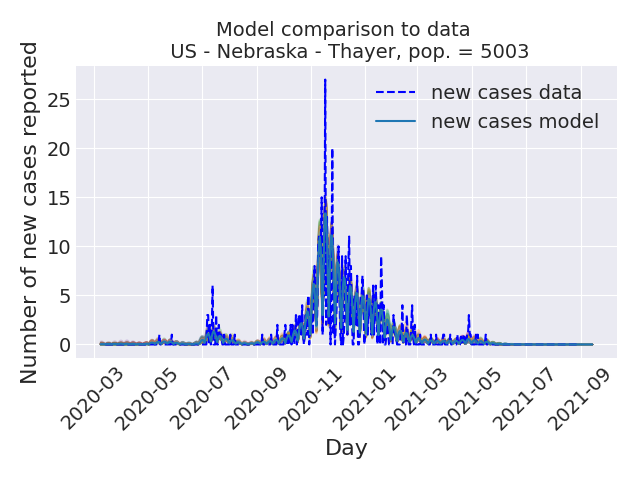 Model comparison to data
US - Nebraska - Thayer, pop. = 5003
Number of new cases reported
25
20
15
10
5
0
new cases data
new cases model
2020-03
2020-05
2020-07
2020-09
2020-11
2021-01
2021-03
2021-05
2021-07
2021-09
Day